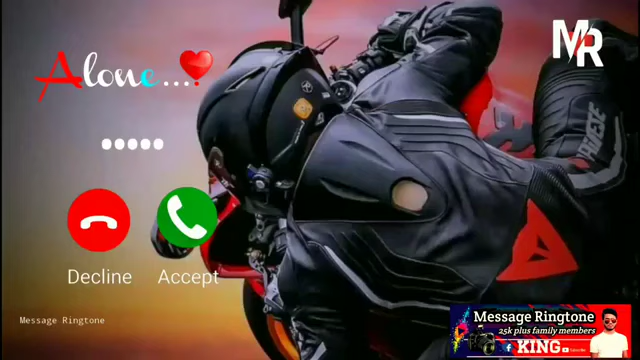 MR
Alone...
.....
Decline Accept
Message Ringtone
Message Ringtone
25k plus family members
KING